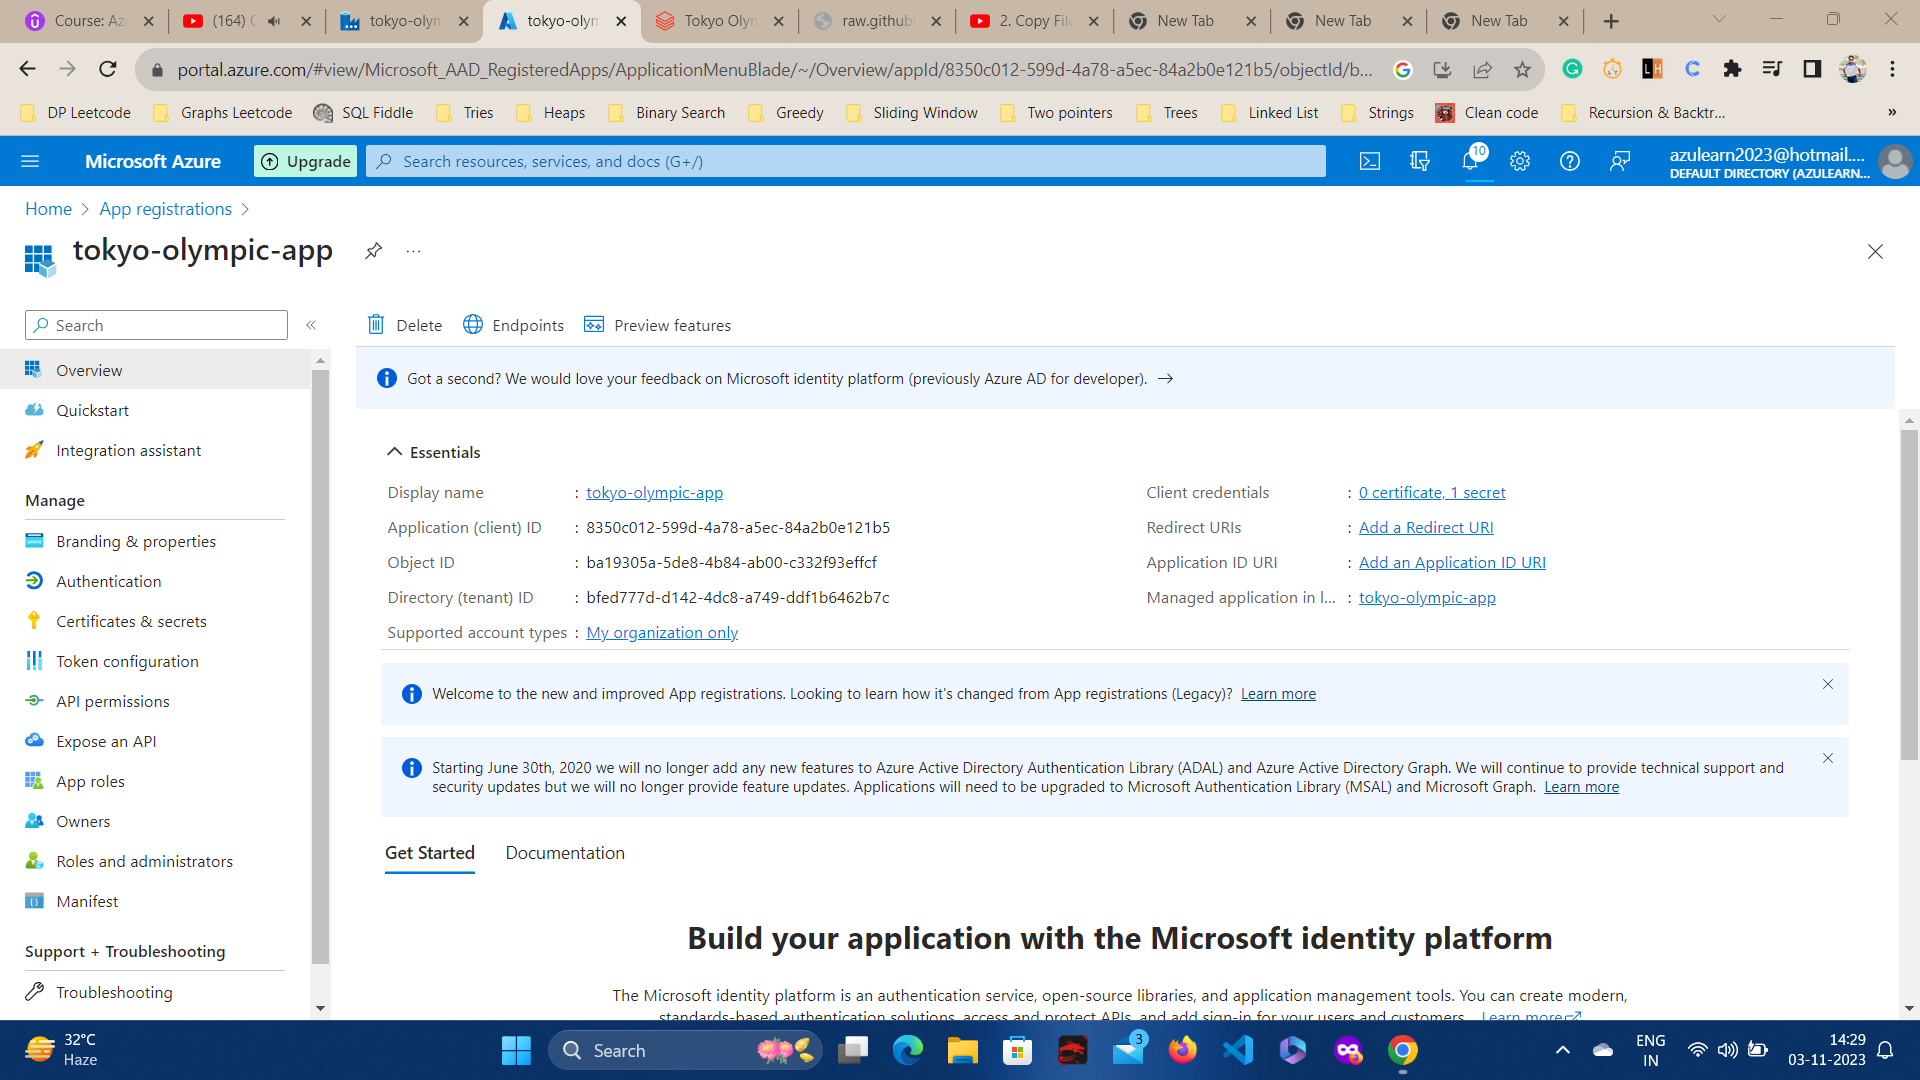 Course: Az
(164) C
tokyo-olym
tokyo-olym
Tokyo Olym
raw.github
2. Copy File
New Tab
New Tab
New Tab
portal.azure.com/#view/Microsoft_AAD_RegisteredApps/ApplicationMenuBlade/~/Overview/appId/8350c012-599d-4a78-a5ec-84a2b0e121b5/objectId/b...
DP Leetcode
Graphs Leetcode
SQL Fiddle
Tries
Heaps
Binary Search
Greedy
Sliding Window
Two pointers
Trees
Linked List
Strings
Clean code
Recursion & Backtr...
Microsoft Azure
Upgrade
Search resources, services, and docs (G+/)
10
azulearn2023@hotmail....
DEFAULT DIRECTORY (AZULEARN...
Home
App registrations
tokyo-olympic-app
Search
Delete
Endpoints
Preview features
Overview
Quickstart
Integration assistant
Manage
Branding & properties
Authentication
Certificates & secrets
Token configuration
API permissions
Expose an API
App roles
Owners
Roles and administrators
Manifest
Support + Troubleshooting
Troubleshooting
Got a second? We would love your feedback on Microsoft identity platform (previously Azure AD for developer).
Essentials
Display name : tokyo-olympic-app
Application (client) ID : 8350c012-599d-4a78-a5ec-84a2b0e121b5
Object ID : ba19305a-5de8-4b84-ab00-c332f93effcf
Directory (tenant) ID : bfed777d-d142-4dc8-a749-ddf1b6462b7c
Supported account types : My organization only
Client credentials : 0 certificate, 1 secret
Redirect URIs : Add a Redirect URI
Application ID URI : Add an Application ID URI
Managed application in l... : tokyo-olympic-app
Welcome to the new and improved App registrations. Looking to learn how it's changed from App registrations (Legacy)? Learn more
Starting June 30th, 2020 we will no longer add any new features to Azure Active Directory Authentication Library (ADAL) and Azure Active Directory Graph. We will continue to provide technical support and
security updates but we will no longer provide feature updates. Applications will need to be upgraded to Microsoft Authentication Library (MSAL) and Microsoft Graph. Learn more
Get Started
Documentation
Build your application with the Microsoft identity platform
The Microsoft identity platform is an authentication service, open-source libraries, and application management tools. You can create modern,
standards-based authentication solutions, access and protect APIs, and add sign-in for your users and customers. Learn more
32°C
Haze
Search
3
ENG
IN
14:29
03-11-2023